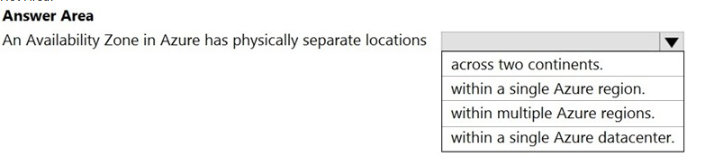 Answer Area
An Availability Zone in Azure has physically separate locations
across two continents.
within a single Azure region.
within multiple Azure regions.
within a single Azure datacenter.